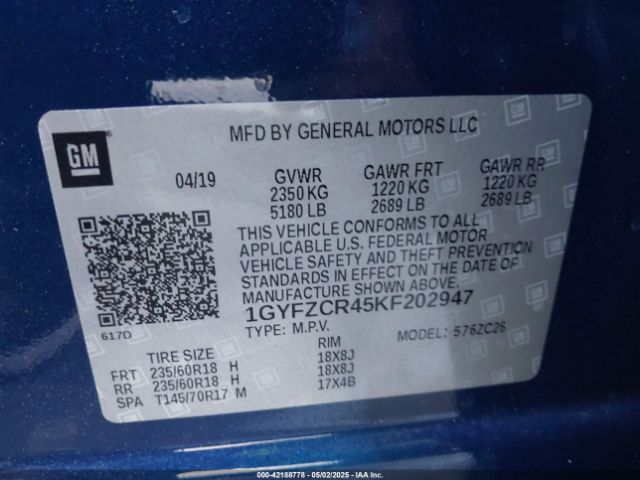 GM
MFD BY GENERAL MOTORS LLC
04/19
GVWR
2350 KG
5180 LB
GAWR FRT
1220 KG
2689 LB
GAWR RR
1220 KG
2689 LB
THIS VEHICLE CONFORMS TO ALL
APPLICABLE U.S. FEDERAL MOTOR
VEHICLE SAFETY AND THEFT PREVENTION
STANDARDS IN EFFECT ON THE DATE OF
MANUFACTURE SHOWN ABOVE.
1GYFZCR45KF202947
617D
TYPE: M.P.V.
MODEL: 576ZC26
TIRE SIZE RIM
FRT 235/60R18 H 18X8J
RR 235/60R18 H 18X8J
SPA T145/70R17 M 17X4B
000-42188778 - 05/02/2025 - IAA Inc.